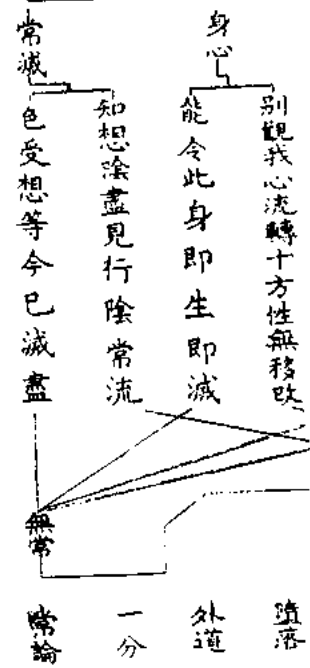 身心
別觀我心流轉十方性無移改
能令此身即生即滅
常滅
知想陰盡見行陰常流
色受想等今已滅盡
無常
墮落
外道
一分
常論